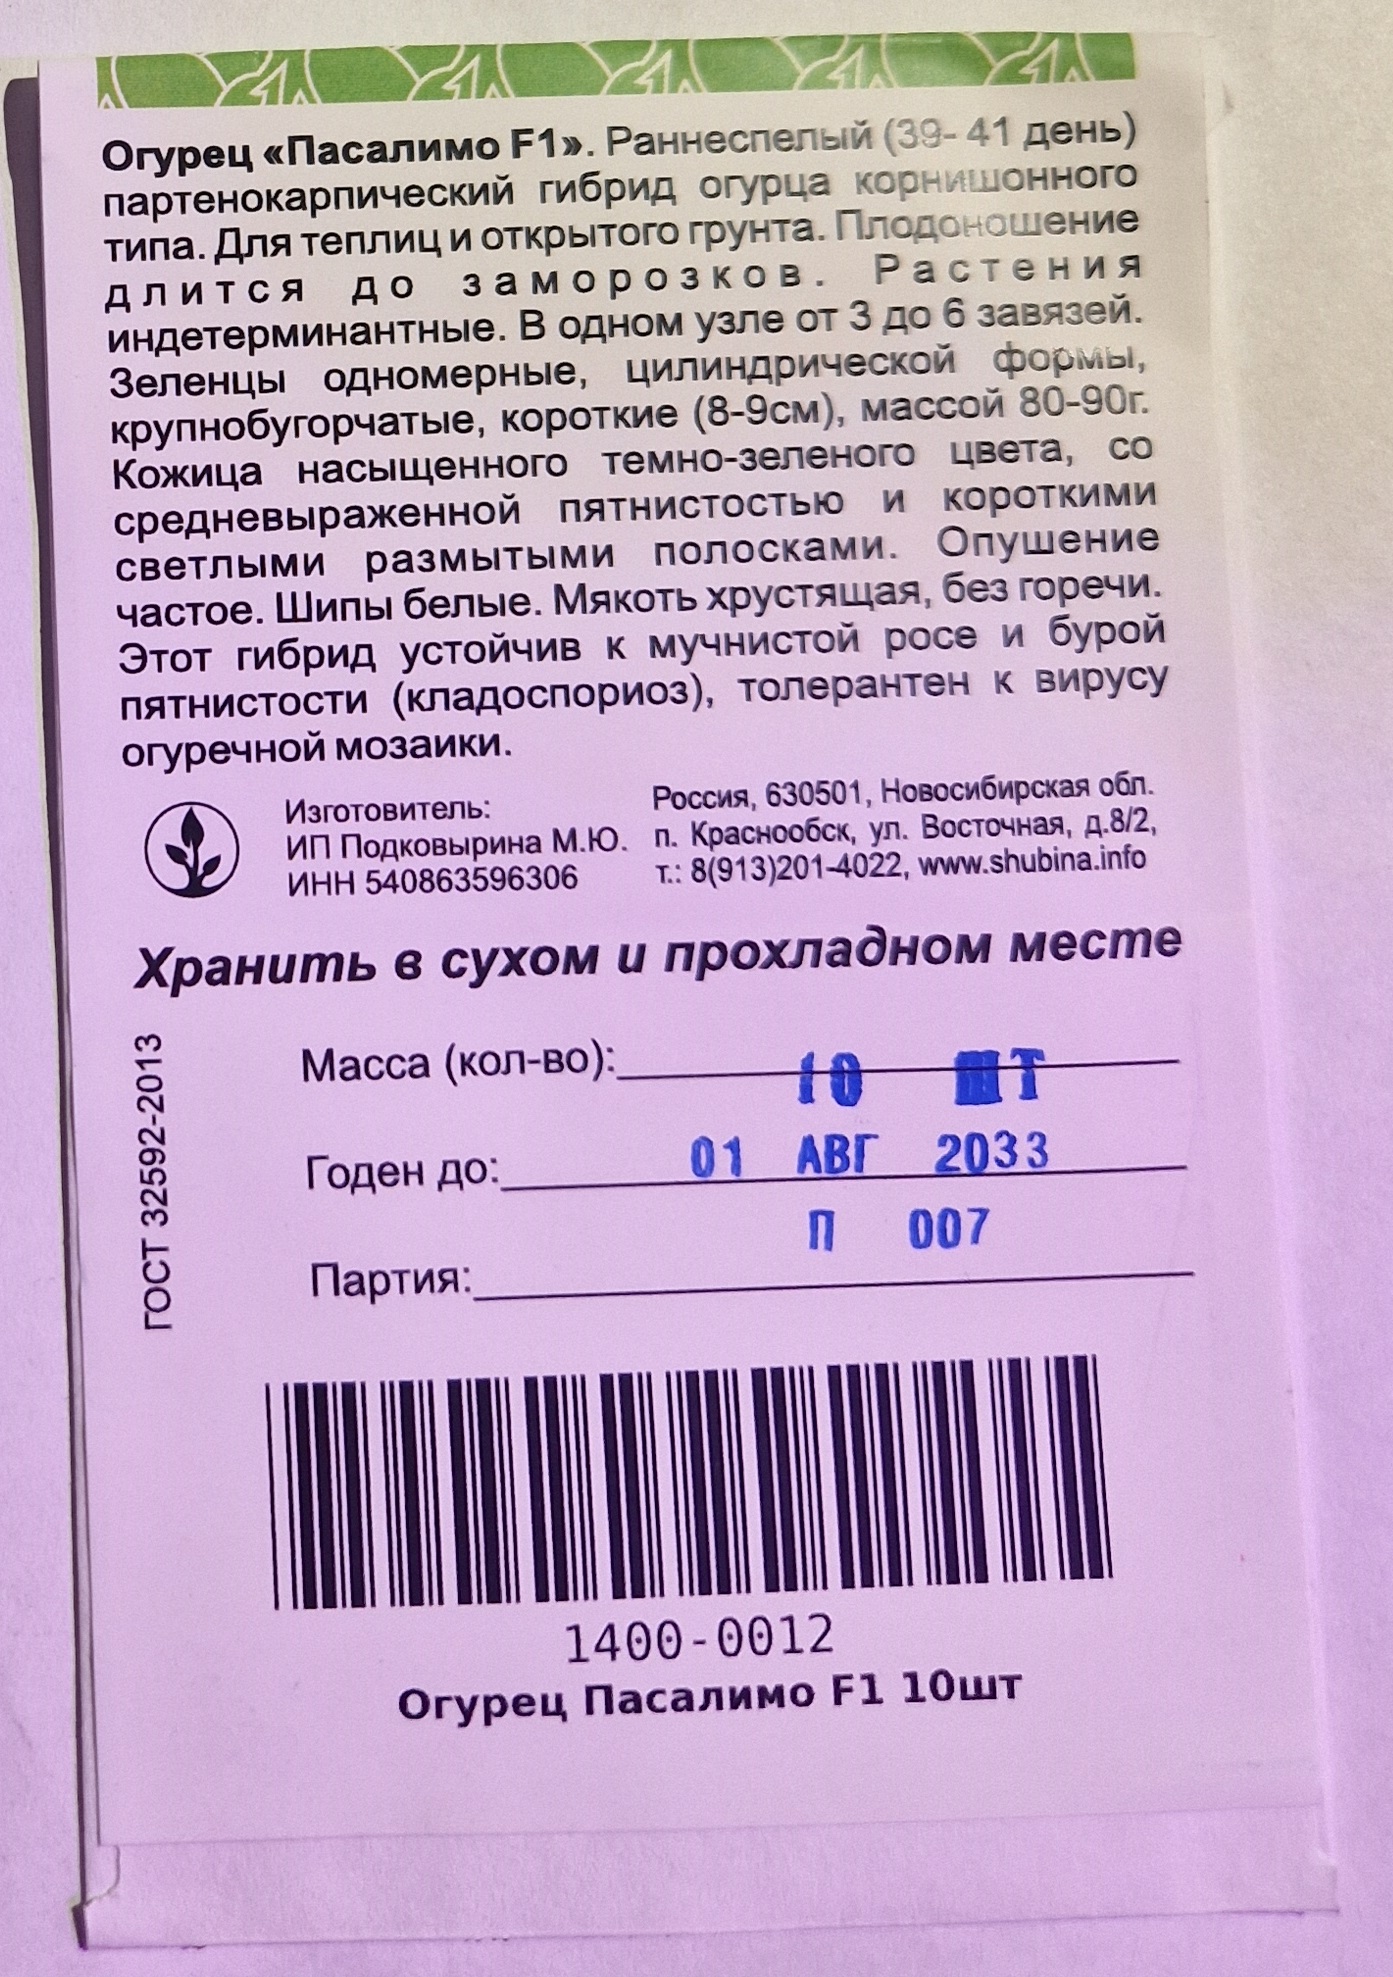 Огурец «Пасалимо F1». Раннеспелый (39- 41 день)
партенокарпический гибрид огурца корнишонного
типа. Для теплиц и открытого грунта. Плодоношение
длится до заморозков. Растения
индетерминантные. В одном узле от 3 до 6 завязей.
Зеленцы одномерные, цилиндрической формы,
крупнобугорчатые, короткие (8-9см), массой 80-90г.
Кожица насыщенного темно-зеленого цвета, со
средневыраженной пятнистостью и короткими
светлыми размытыми полосками. Опушение
частое. Шипы белые. Мякоть хрустящая, без горечи.
Этот гибрид устойчив к мучнистой росе и бурой
пятнистости (кладоспориоз), толерантен к вирусу
огуречной мозаики.
Изготовитель:
ИП Подковырина М.Ю.
ИНН 540863596306
Россия, 630501, Новосибирская обл.
п. Краснообск, ул. Восточная, д.8/2,
т.: 8(913)201-4022, www.shubina.info
Хранить в сухом и прохладном месте
ГОСТ 32592-2013
Масса (кол-во): 10 ШТ
Годен до: 01 АВГ 2033
П 007
Партия:
1400-0012
Огурец Пасалимо F1 10шт